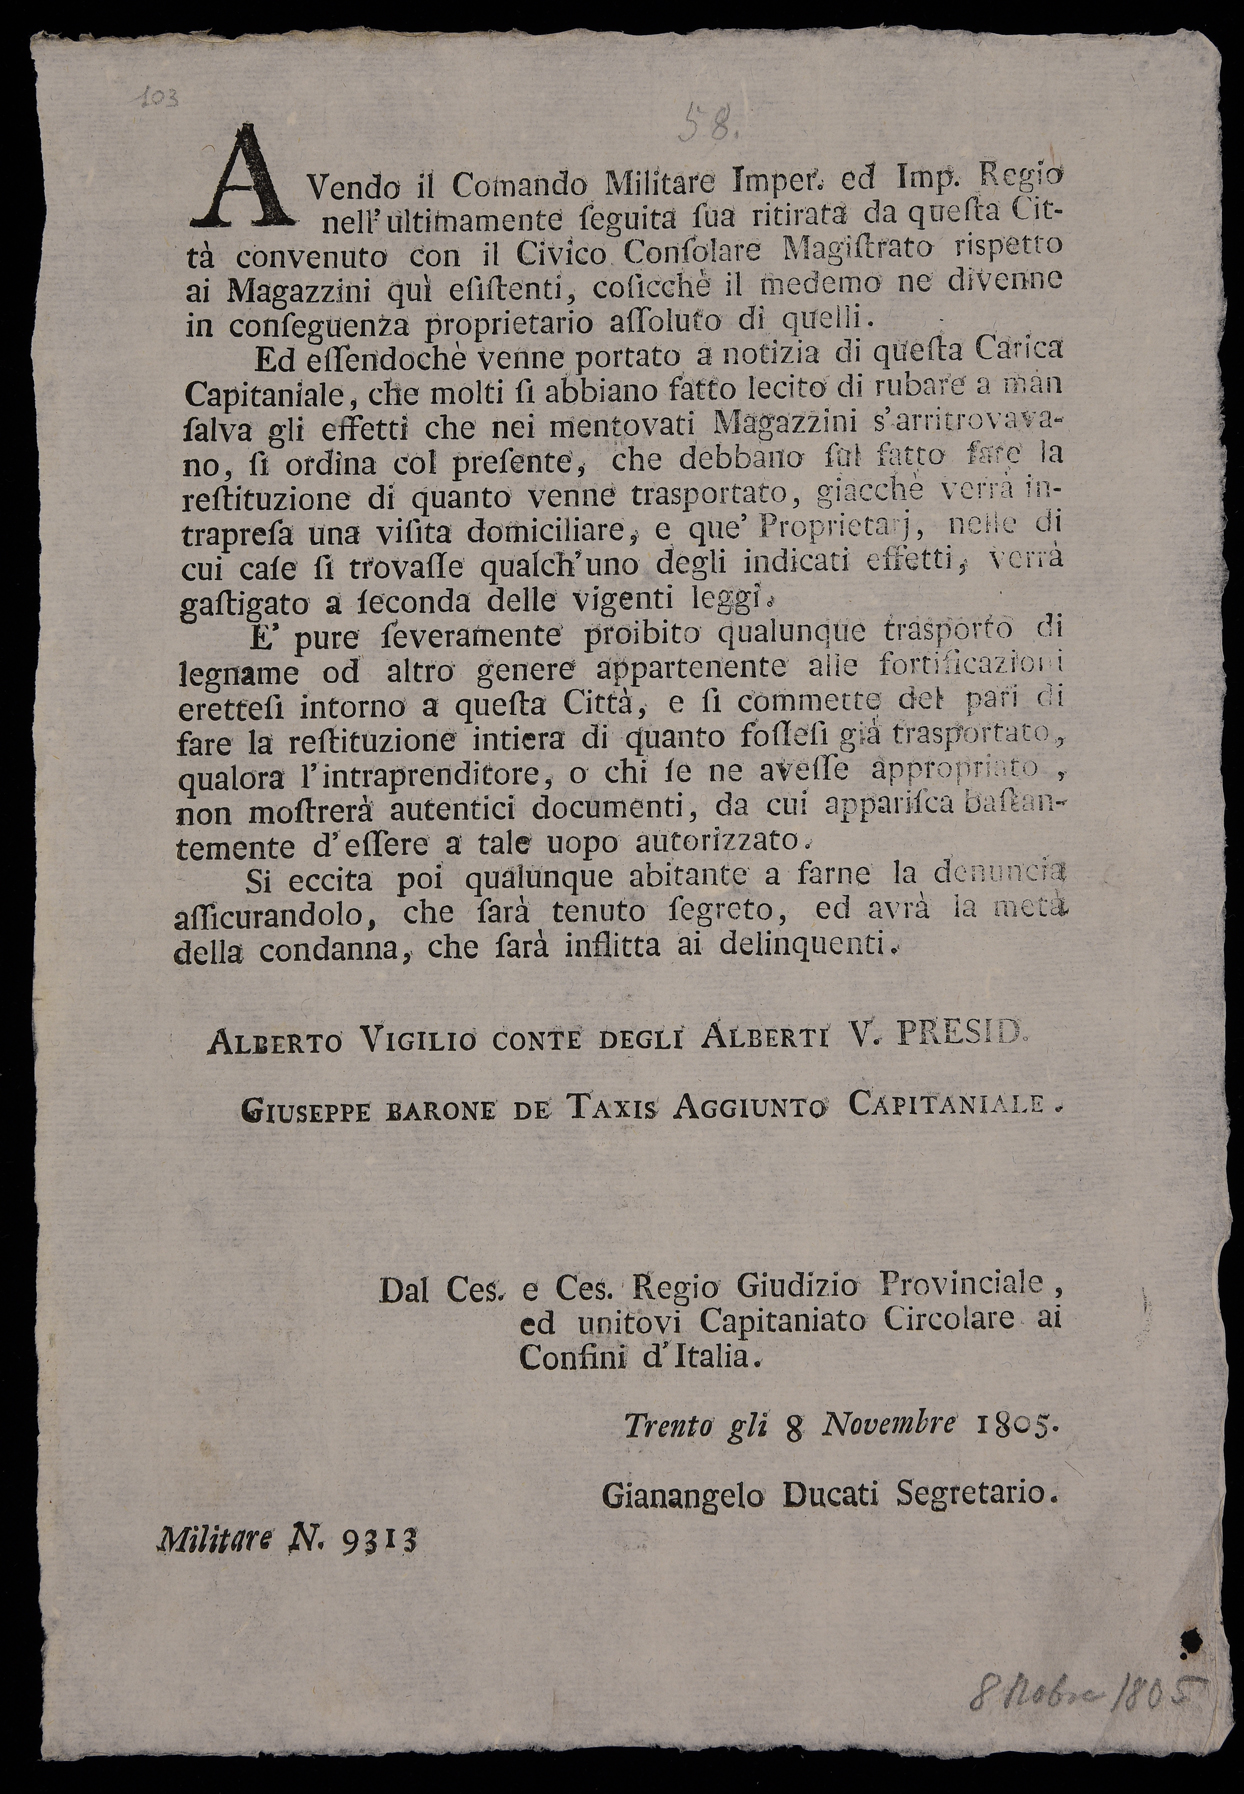 103
58.
AVendo il Comando Militare Imper. ed Imp. Regio
nell' ultimamente ſeguita ſua ritirata da queſta Cit-
tà convenuto con il Civico Conſolare Magiſtrato rispetto
ai Magazzini quì eſiſtenti, coſicchè il medemo ne divenne
in conſeguenza proprietario aſſoluto di quelli.
Ed eſſendochè venne portato a notizia di queſta Carica
Capitaniale, che molti ſi abbiano fatto lecito di rubare a man
ſalva gli effetti che nei mentovati Magazzini s'arritrovava-
no, ſi ordina col preſente, che debbano ſul fatto fare la
reſtituzione di quanto venne trasportato, giacchè verrà in-
trapreſa una viſita domiciliare, e que' Proprietarj, nelle di
cui caſe ſi trovaſſe qualch'uno degli indicati effetti, verrà
gaſtigato a ſeconda delle vigenti leggi.
E' pure ſeveramente proibito qualunque trasporto di
legname od altro genere appartenente alle fortificazioni
eretteſi intorno a queſta Città, e ſi commette del pari di
fare la reſtituzione intiera di quanto foſſeſi già trasportato,
qualora l'intraprenditore, o chi ſe ne aveſſe appropriato,
non moſtrerà autentici documenti, da cui appariſca baſtan-
temente d'eſſere a tale uopo autorizzato.
Si eccita poi qualunque abitante a farne la denuncia
aſſicurandolo, che ſarà tenuto ſegreto, ed avrà la metà
della condanna, che ſarà inflitta ai delinquenti.
ALBERTO VIGILIO CONTE DEGLI ALBERTI V. PRESID.
GIUSEPPE BARONE DE TAXIS AGGIUNTO CAPITANIALE.
Dal Ces. e Ces. Regio Giudizio Provinciale,
ed unitovi Capitaniato Circolare ai
Confini d'Italia.
Trento gli 8 Novembre 1805.
Gianangelo Ducati Segretario.
Militare N. 9313
8 Nobre 1805